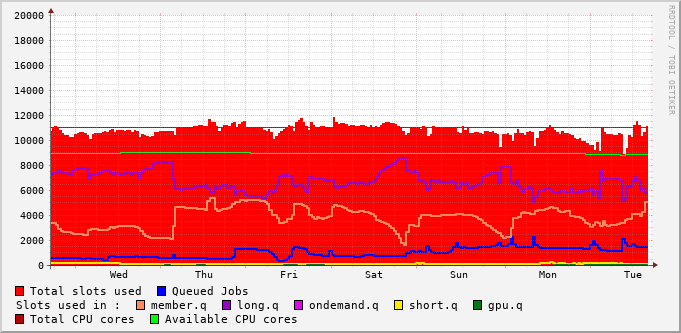 RRDTOOL / TOBI OETIKER
20000
18000
16000
14000
12000
10000
8000
6000
4000
2000
0
Wed Thu Fri Sat Sun Mon Tue
Total slots used Queued Jobs
Slots used in : member.q long.q ondemand.q short.q gpu.q
Total CPU cores Available CPU cores